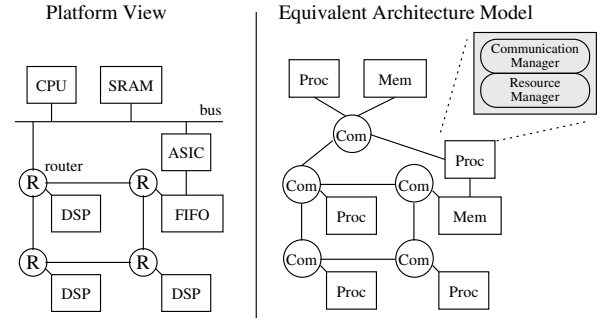 Platform View
CPU
SRAM
bus
ASIC
router
R
R
DSP
FIFO
R
R
DSP
DSP
Equivalent Architecture Model
Communication
Manager
Resource
Manager
Proc
Mem
Com
Proc
Com
Com
Proc
Mem
Com
Com
Proc
Proc